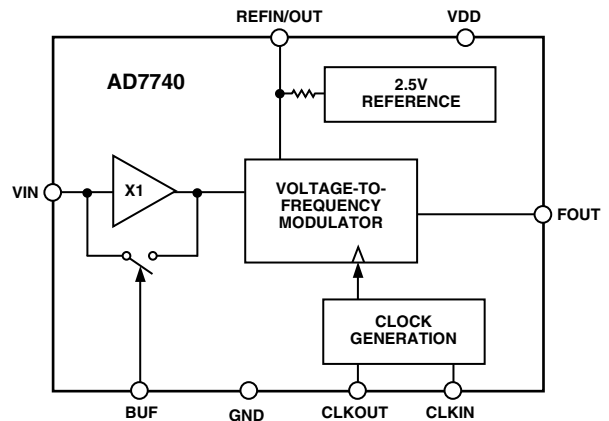 REFIN/OUT
VDD
AD7740
2.5V
REFERENCE
VIN
X1
VOLTAGE-TO-
FREQUENCY
MODULATOR
FOUT
CLOCK
GENERATION
BUF
GND
CLKOUT
CLKIN